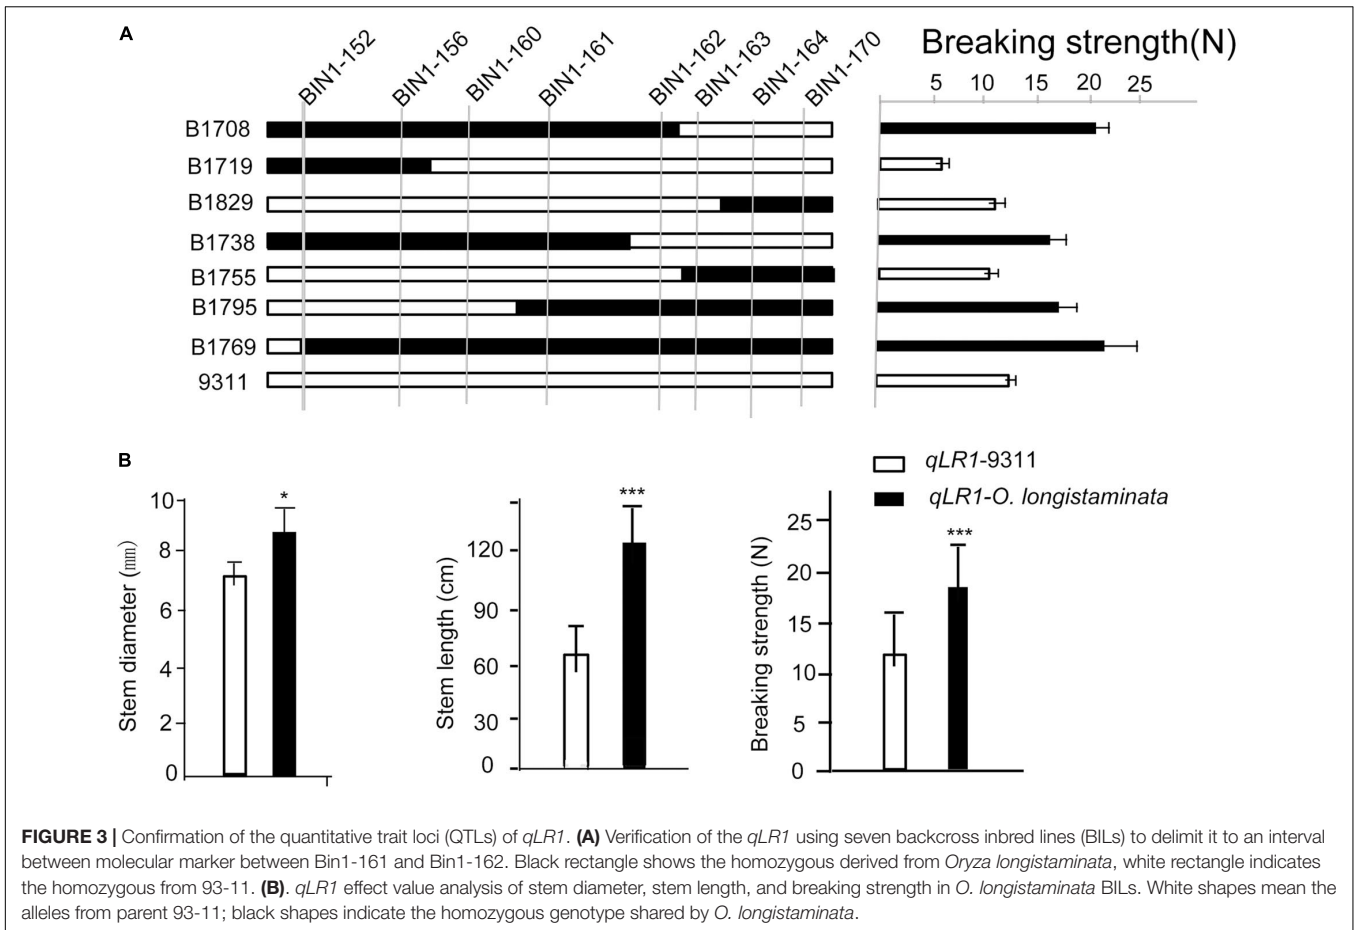 A
BIN1-152
BIN1-156
BIN1-160
BIN1-161
BIN1-162
BIN1-163
BIN1-164
BIN1-170
Breaking strength(N)
5 10 15 20 25
B1708
B1719
B1829
B1738
B1755
B1795
B1769
9311
B
qLR1-9311
qLR1-O. longistaminata
Stem diameter (mm)
10
8
6
4
2
0
*
Stem length (cm)
120
90
60
30
0
***
Breaking strength (N)
25
20
15
10
5
0
***
FIGURE 3 | Confirmation of the quantitative trait loci (QTLs) of qLR1. (A) Verification of the qLR1 using seven backcross inbred lines (BILs) to delimit it to an interval
between molecular marker between Bin1-161 and Bin1-162. Black rectangle shows the homozygous derived from Oryza longistaminata, white rectangle indicates
the homozygous from 93-11. (B). qLR1 effect value analysis of stem diameter, stem length, and breaking strength in O. longistaminata BILs. White shapes mean the
alleles from parent 93-11; black shapes indicate the homozygous genotype shared by O. longistaminata.